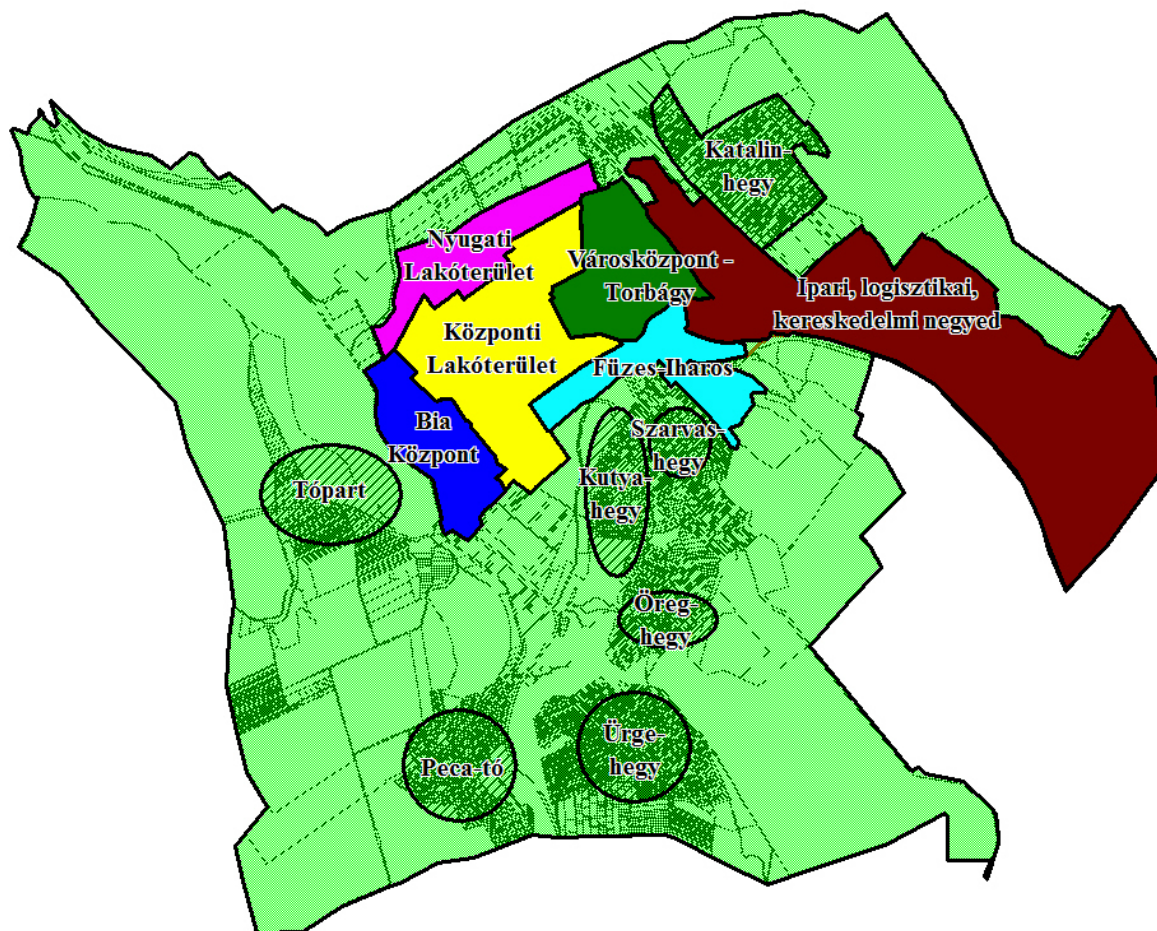 Katalin-
hegy
Nyugati
Lakóterület
Városközpont -
Torbágy
Ipari, logisztikai,
kereskedelmi negyed
Központi
Lakóterület
Füzes-Iharos
Bia
Központ
Szarvas-
hegy
Kutya-
hegy
Tópart
Öreg-
hegy
Ürge-
hegy
Peca-tó